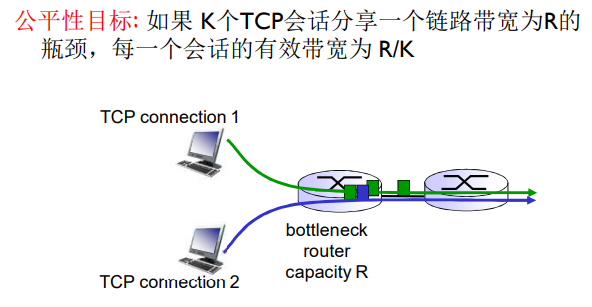 公平性目标: 如果 K个TCP会话分享一个链路带宽为R的
瓶颈，每一个会话的有效带宽为 R/K
TCP connection 1
bottleneck
router
capacity R
TCP connection 2